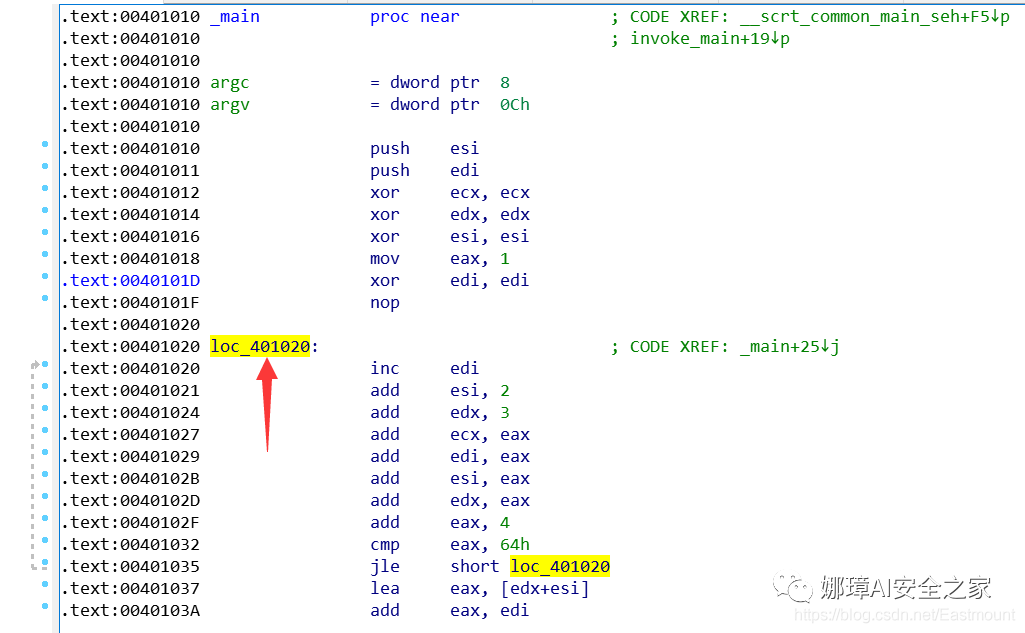 .text:00401010 _main proc near ; CODE XREF: __scrt_common_main_seh+F5↓p
.text:00401010 ; invoke_main+19↓p
.text:00401010
.text:00401010 argc = dword ptr 8
.text:00401010 argv = dword ptr 0Ch
.text:00401010
.text:00401010 push esi
.text:00401011 push edi
.text:00401012 xor ecx, ecx
.text:00401014 xor edx, edx
.text:00401016 xor esi, esi
.text:00401018 mov eax, 1
.text:0040101D xor edi, edi
.text:0040101F nop
.text:00401020
.text:00401020 loc_401020: ; CODE XREF: _main+25↓j
.text:00401020 inc edi
.text:00401021 add esi, 2
.text:00401024 add edx, 3
.text:00401027 add ecx, eax
.text:00401029 add edi, eax
.text:0040102B add esi, eax
.text:0040102D add edx, eax
.text:0040102F add eax, 4
.text:00401032 cmp eax, 64h
.text:00401035 jle short loc_401020
.text:00401037 lea eax, [edx+esi]
.text:0040103A add eax, edi
娜璋AI安全之家
https://blog.csdn.net/Eastmount